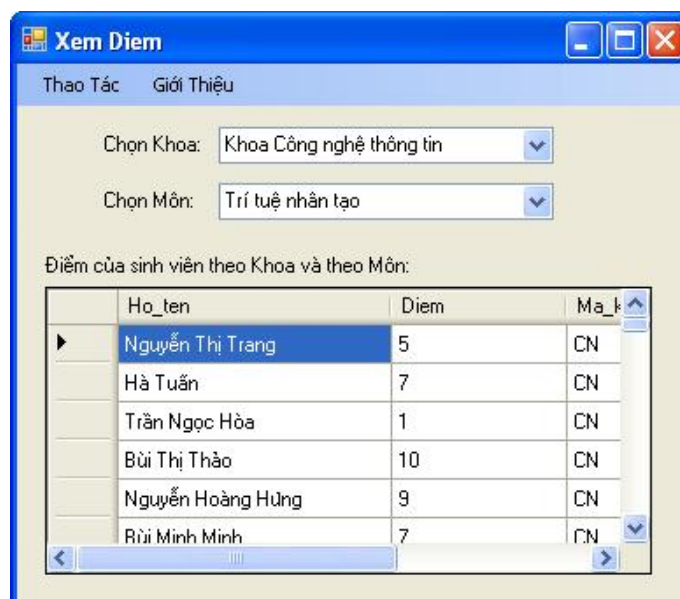 Xem Diem
Thao Tác Giới Thiệu
Chọn Khoa: Khoa Công nghệ thông tin
Chọn Môn: Trí tuệ nhân tạo
Điểm của sinh viên theo Khoa và theo Môn:
Ho_ten Diem Ma_k
Nguyễn Thị Trang 5 CN
Hà Tuấn 7 CN
Trần Ngọc Hòa 1 CN
Bùi Thị Thảo 10 CN
Nguyễn Hoàng Hưng 9 CN
Bùi Minh Minh 7 CN